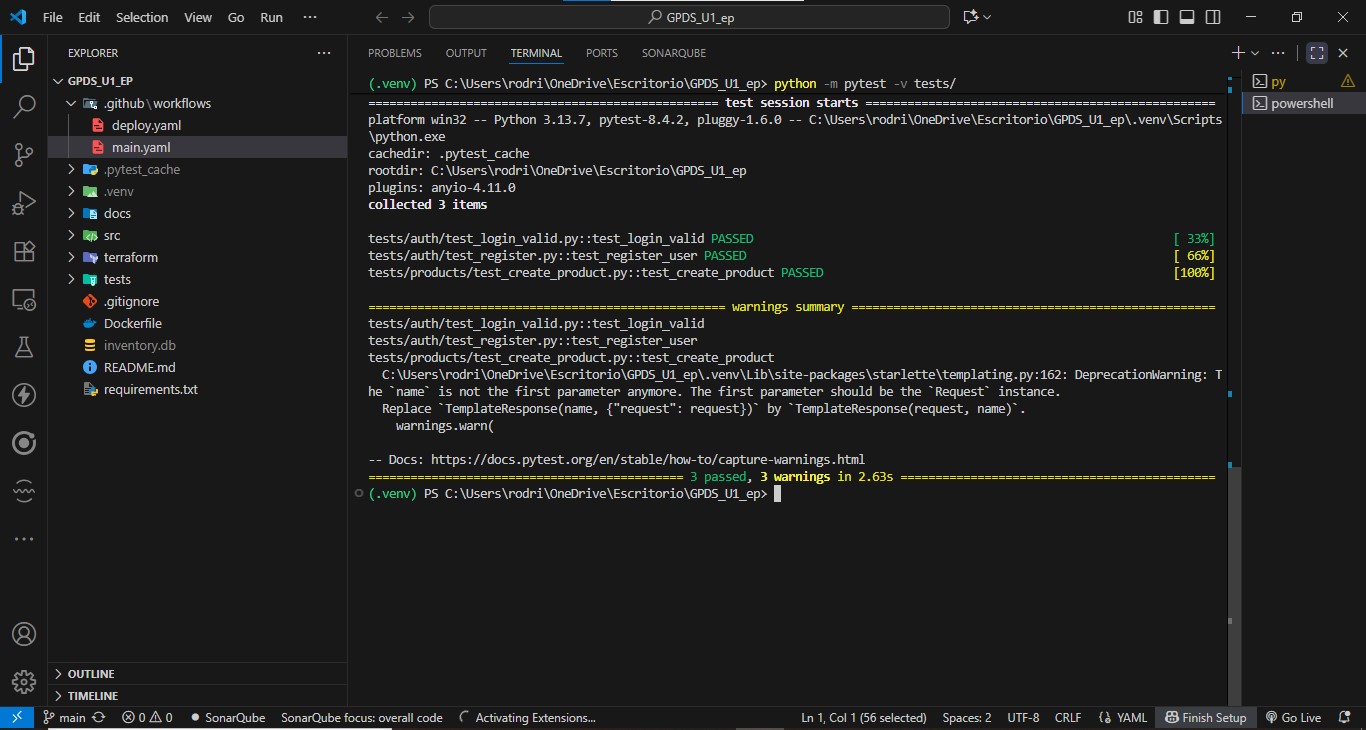 File Edit Selection View Go Run ··· GPDS_U1_ep
EXPLORER ···
GPDS_U1_EP
.github\workflows
deploy.yaml
main.yaml
.pytest_cache
.venv
docs
src
terraform
tests
.gitignore
Dockerfile
inventory.db
README.md
requirements.txt
OUTLINE
TIMELINE
PROBLEMS OUTPUT TERMINAL PORTS SONARQUBE
(.venv) PS C:\Users\rodri\OneDrive\Escritorio\GPDS_U1_ep> python -m pytest -v tests/
================================================== test session starts ==================================================
platform win32 -- Python 3.13.7, pytest-8.4.2, pluggy-1.6.0 -- C:\Users\rodri\OneDrive\Escritorio\GPDS_U1_ep\.venv\Scripts
\python.exe
cachedir: .pytest_cache
rootdir: C:\Users\rodri\OneDrive\Escritorio\GPDS_U1_ep
plugins: anyio-4.11.0
collected 3 items
tests/auth/test_login_valid.py::test_login_valid PASSED [ 33%]
tests/auth/test_register.py::test_register_user PASSED [ 66%]
tests/products/test_create_product.py::test_create_product PASSED [100%]
=================================================== warnings summary ====================================================
tests/auth/test_login_valid.py::test_login_valid
tests/auth/test_register.py::test_register_user
tests/products/test_create_product.py::test_create_product
C:\Users\rodri\OneDrive\Escritorio\GPDS_U1_ep\.venv\Lib\site-packages\starlette\templating.py:162: DeprecationWarning: T
he `name` is not the first parameter anymore. The first parameter should be the `Request` instance.
Replace `TemplateResponse(name, {"request": request})` by `TemplateResponse(request, name)`.
warnings.warn(
-- Docs: https://docs.pytest.org/en/stable/how-to/capture-warnings.html
============================================= 3 passed, 3 warnings in 2.63s =============================================
(.venv) PS C:\Users\rodri\OneDrive\Escritorio\GPDS_U1_ep>
py
powershell
main 0 0 SonarQube SonarQube focus: overall code Activating Extensions... Ln 1, Col 1 (56 selected) Spaces: 2 UTF-8 CRLF YAML Finish Setup Go Live